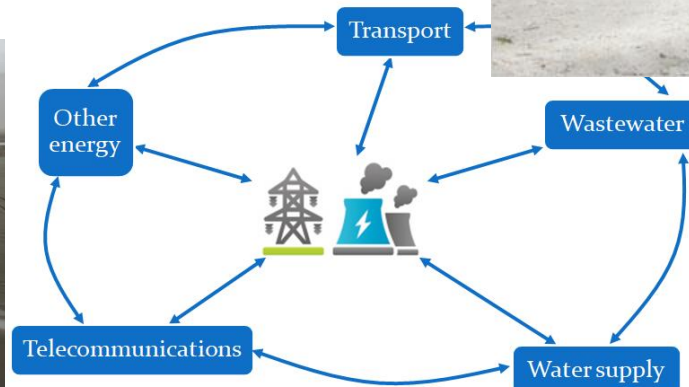 Transport
Other
energy
Wastewater
Telecommunications
Water supply